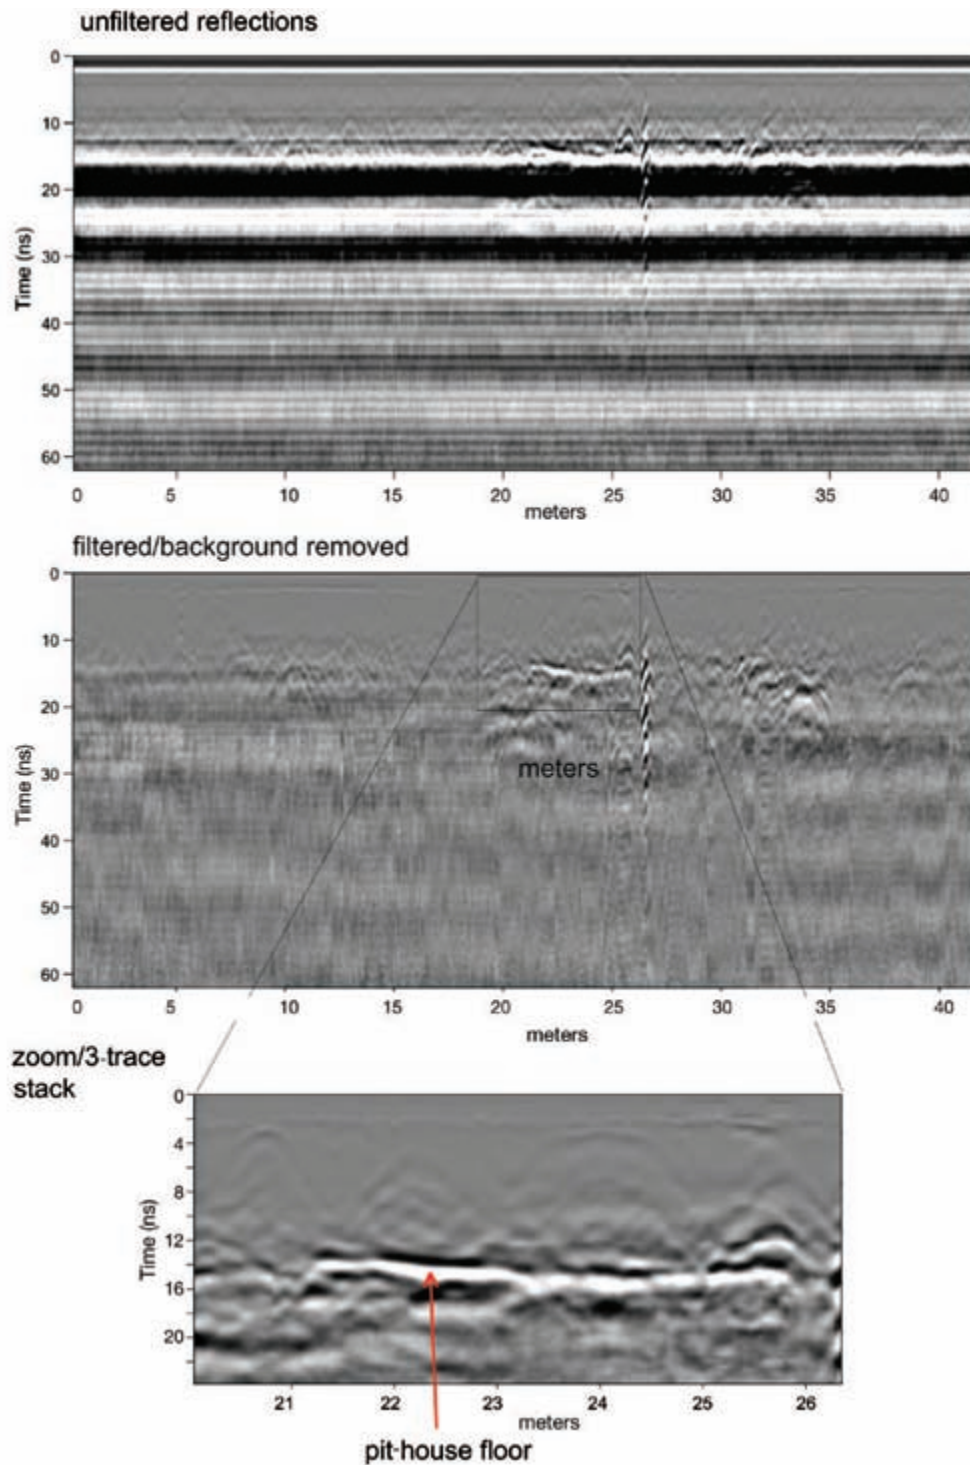 unfiltered reflections
0
10
20
30
40
50
60
Time (ns)
0 5 10 15 20 25 30 35 40
meters
filtered/background removed
0
10
20
30
40
50
60
Time (ns)
meters
0 5 10 15 20 25 30 35 40
meters
zoom/3-trace
stack
0
4
8
12
16
20
Time (ns)
21 22 23 24 25 26
meters
pit-house floor